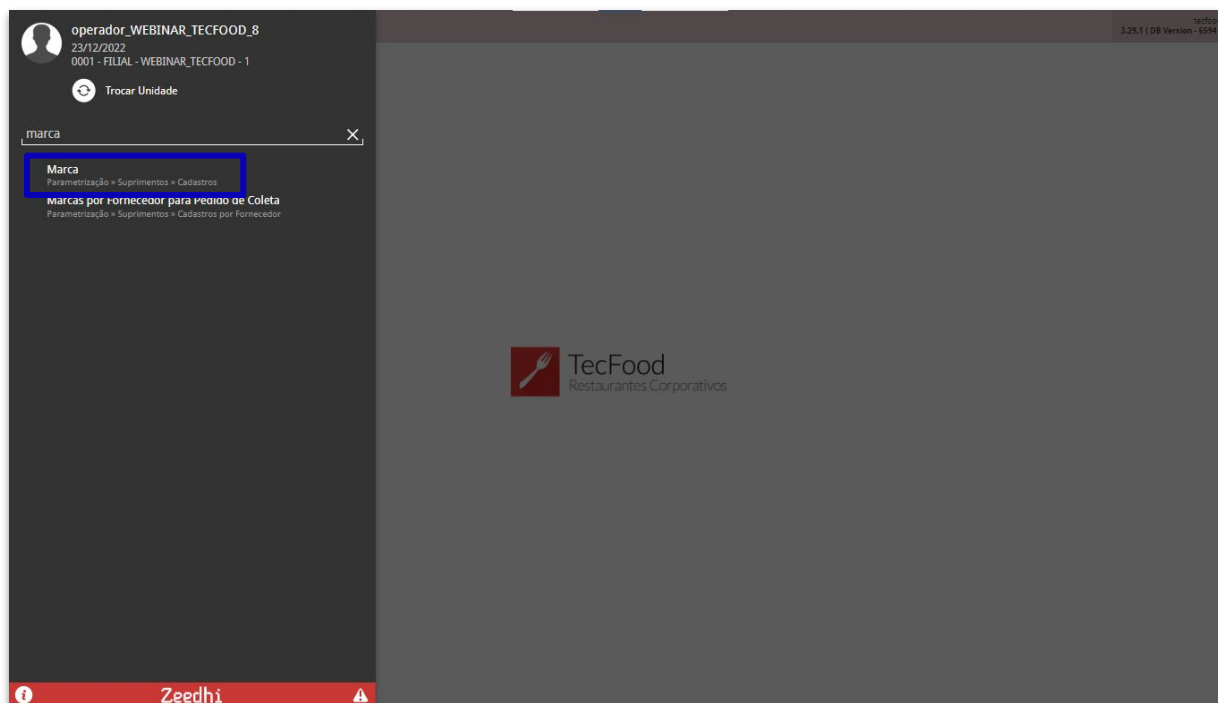 operador_WEBINAR_TECFOOD_8
23/12/2022
0001 - FILIAL - WEBINAR_TECFOOD - 1
Trocar Unidade
marca
Marca
Parametrização » Suprimentos » Cadastros
Marcas por Fornecedor para Pedido de Coleta
Parametrização » Suprimentos » Cadastros por Fornecedor
tecfoo
3.29.1 ( DB Version - 6594
TecFood
Restaurantes Corporativos
Zeedhi